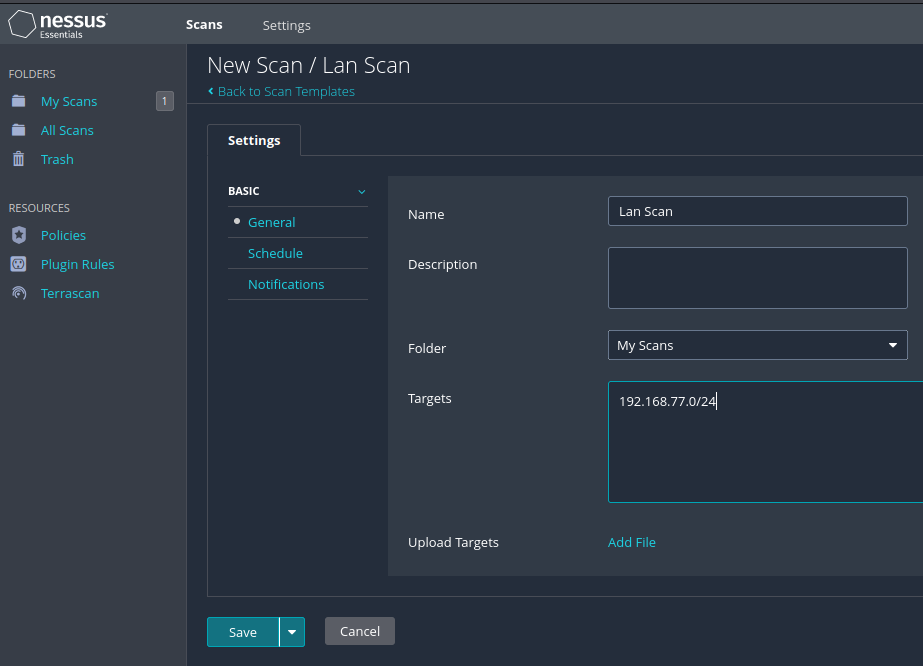 nessus
Essentials
Scans
Settings
FOLDERS
My Scans
1
All Scans
Trash
RESOURCES
Policies
Plugin Rules
Terrascan
New Scan / Lan Scan
Back to Scan Templates
Settings
BASIC
General
Schedule
Notifications
Name
Lan Scan
Description
Folder
My Scans
Targets
192.168.77.0/24
Upload Targets
Add File
Save
Cancel